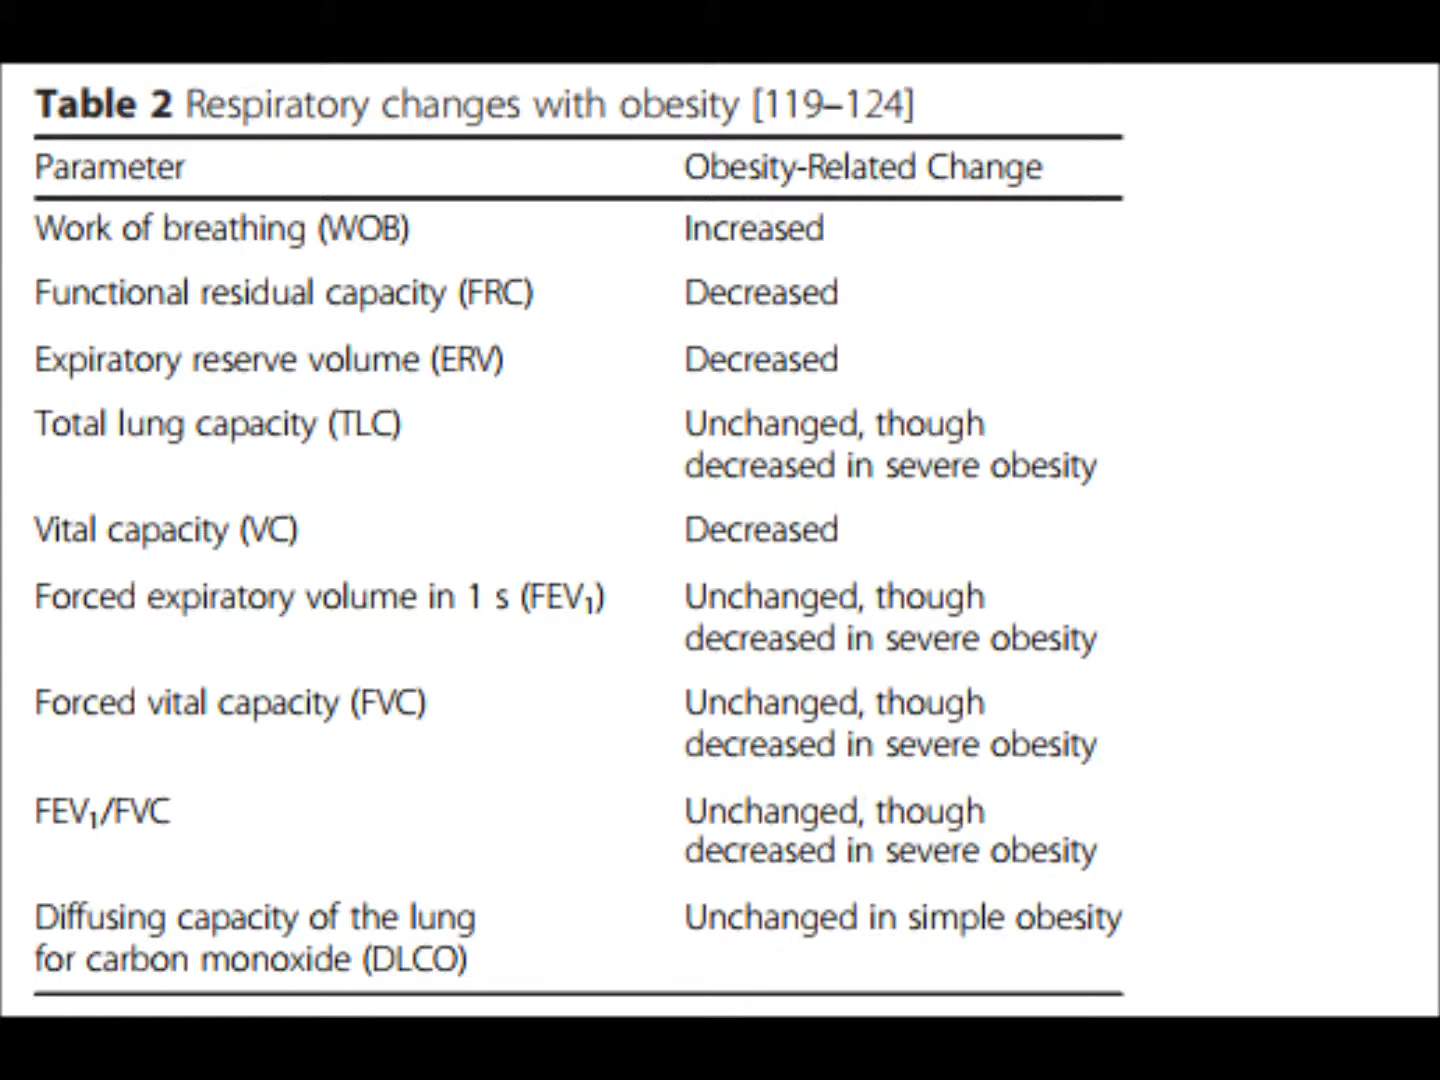 Table 2 Respiratory changes with obesity [119–124]
Parameter Obesity-Related Change
Work of breathing (WOB) Increased
Functional residual capacity (FRC) Decreased
Expiratory reserve volume (ERV) Decreased
Total lung capacity (TLC) Unchanged, though
decreased in severe obesity
Vital capacity (VC) Decreased
Forced expiratory volume in 1 s (FEV₁) Unchanged, though
decreased in severe obesity
Forced vital capacity (FVC) Unchanged, though
decreased in severe obesity
FEV₁/FVC Unchanged, though
decreased in severe obesity
Diffusing capacity of the lung Unchanged in simple obesity
for carbon monoxide (DLCO)